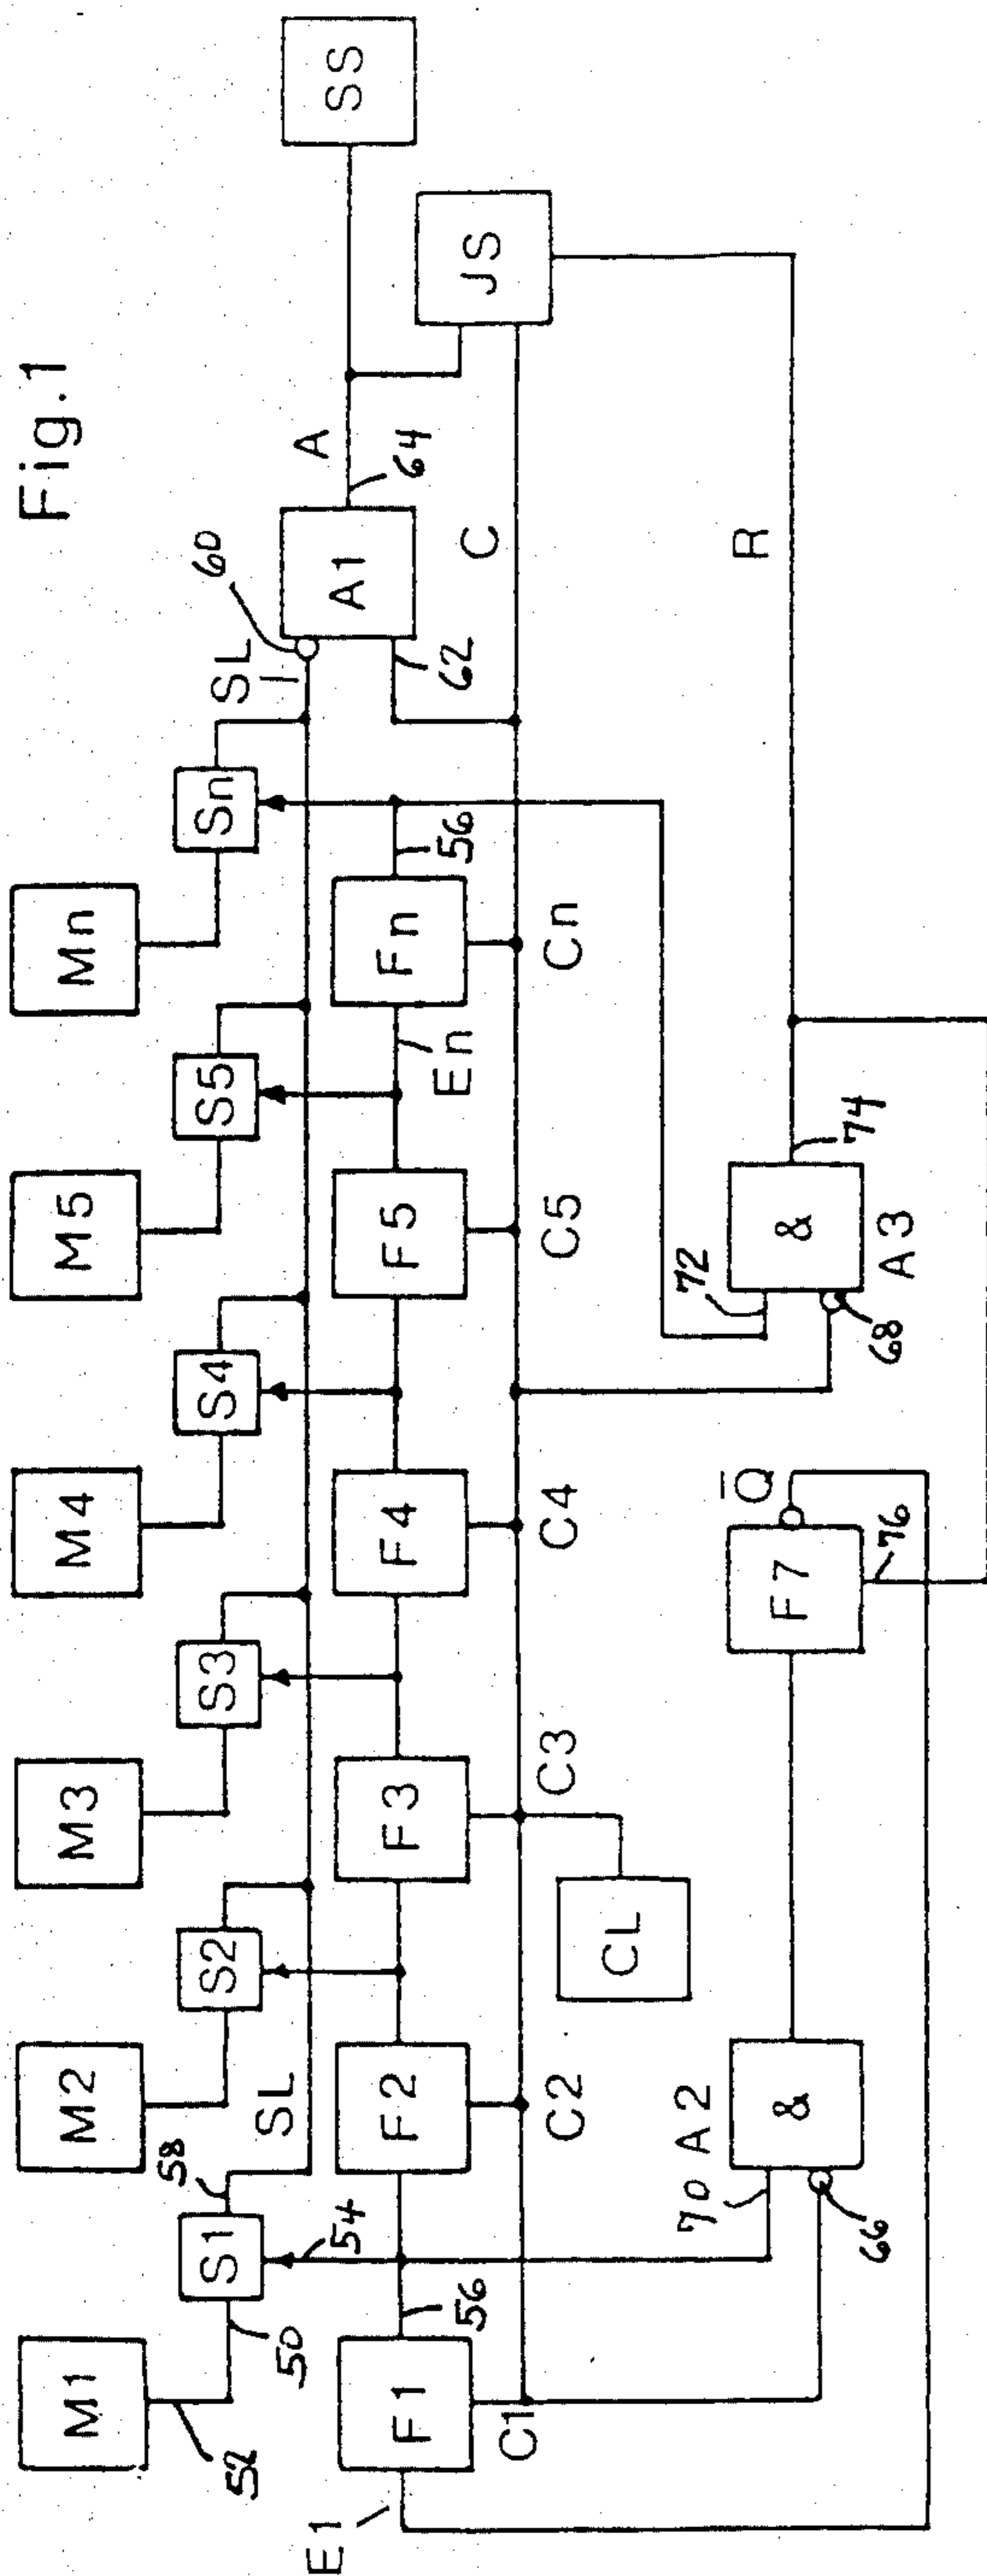 Fig.1
M1
M2
M3
M4
M5
Mn
52
50
S1
58
S2
S3
S4
S5
Sn
SL
SL
60
54
A1
A
64
SS
62
E1
F1
56
F2
F3
F4
F5
En
Fn
56
JS
C1
C2
C3
C4
C5
Cn
C
CL
70
A2
&
66
F7
Q̅
76
72
&
A3
68
74
R